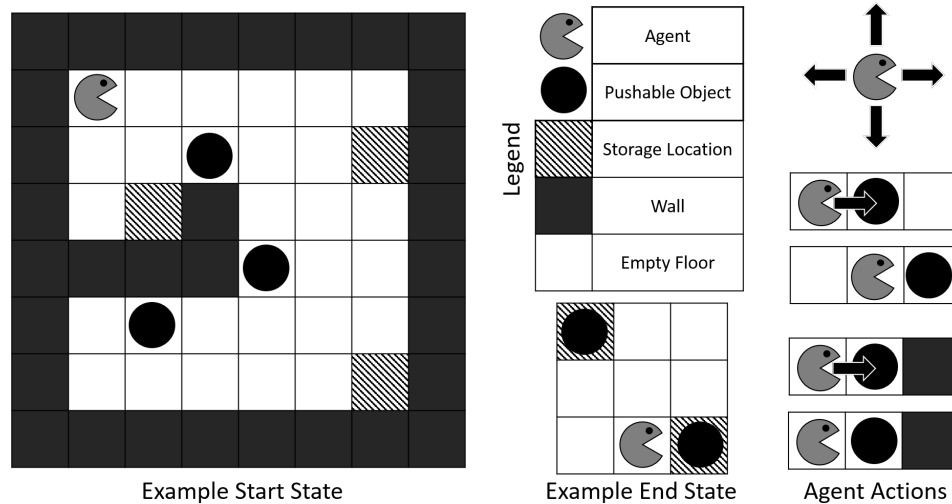 Legend
Agent
Pushable Object
Storage Location
Wall
Empty Floor
Example Start State
Example End State
Agent Actions